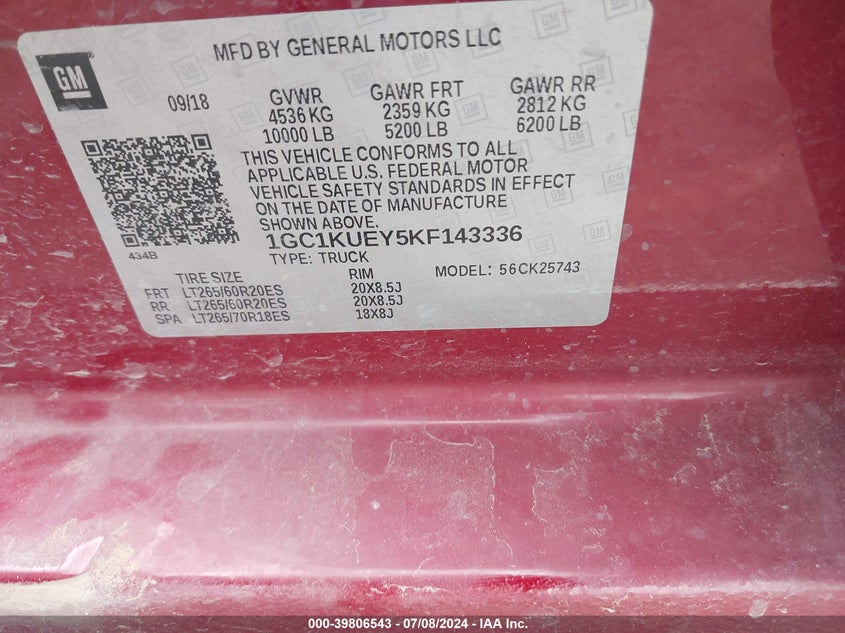 GM
MFD BY GENERAL MOTORS LLC
09/18
GVWR
4536 KG
10000 LB
GAWR FRT
2359 KG
5200 LB
GAWR RR
2812 KG
6200 LB
THIS VEHICLE CONFORMS TO ALL
APPLICABLE U.S. FEDERAL MOTOR
VEHICLE SAFETY STANDARDS IN EFFECT
ON THE DATE OF MANUFACTURE
SHOWN ABOVE.
434B
1GC1KUEY5KF143336
TYPE: TRUCK
MODEL: 56CK25743
TIRE SIZE RIM
FRT LT265/60R20ES 20X8.5J
RR LT265/60R20ES 20X8.5J
SPA LT265/70R18ES 18X8J
000-39806543 - 07/08/2024 - IAA Inc.